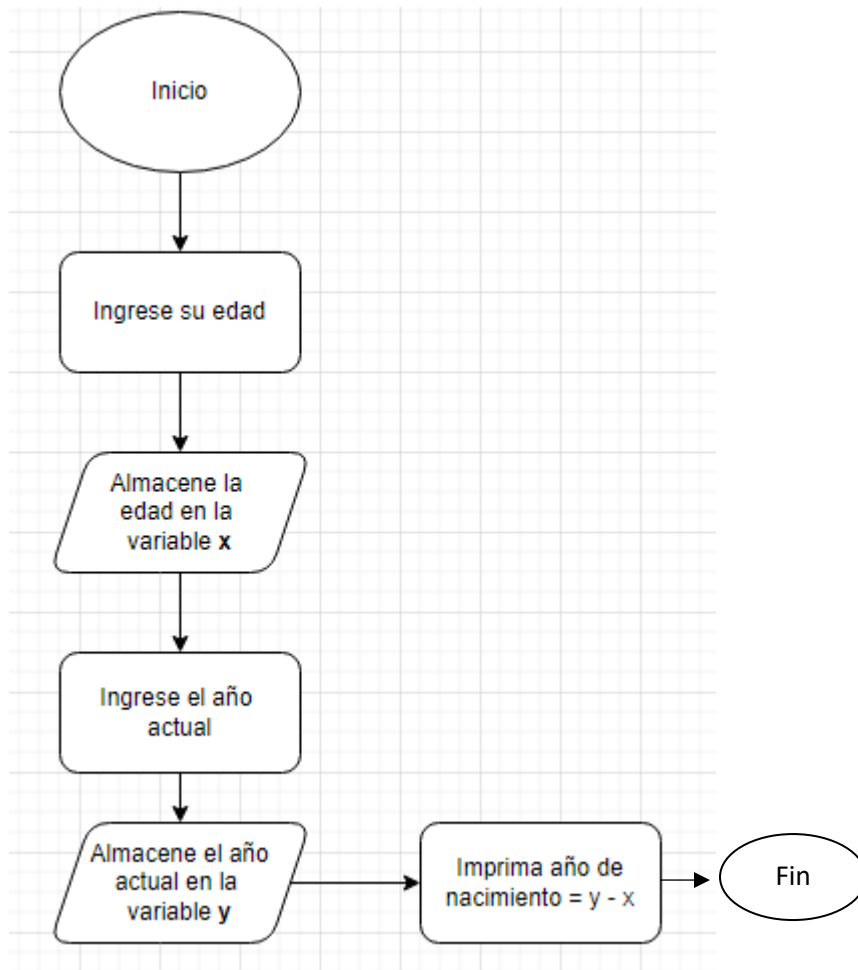 Inicio
Ingrese su edad
Almacene la
edad en la
variable x
Ingrese el año
actual
Almacene el año
actual en la
variable y
Imprima año de
nacimiento = y - x
Fin